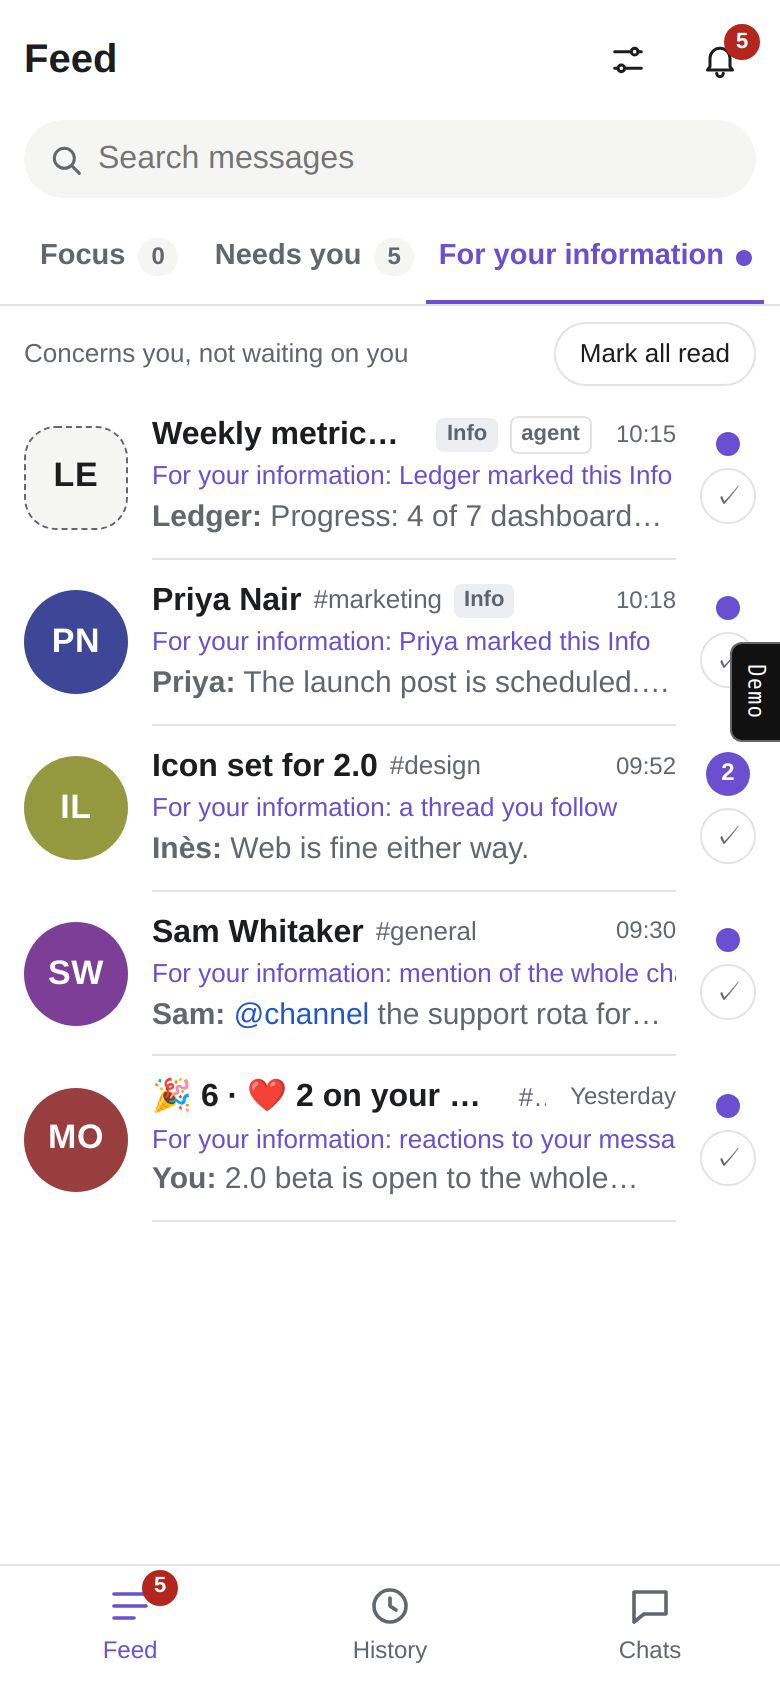 Feed
5
Search messages
Focus 0 Needs you 5 For your information
Concerns you, not waiting on you Mark all read
LE
Weekly metric… Info agent 10:15
For your information: Ledger marked this Info
Ledger: Progress: 4 of 7 dashboard…
PN
Priya Nair #marketing Info 10:18
For your information: Priya marked this Info
Priya: The launch post is scheduled.…
Demo
IL
Icon set for 2.0 #design 09:52
2
For your information: a thread you follow
Inès: Web is fine either way.
SW
Sam Whitaker #general 09:30
For your information: mention of the whole cha
Sam: @channel the support rota for…
MO
🎉 6 · ❤️ 2 on your … #… Yesterday
For your information: reactions to your messa
You: 2.0 beta is open to the whole…
5
Feed History Chats